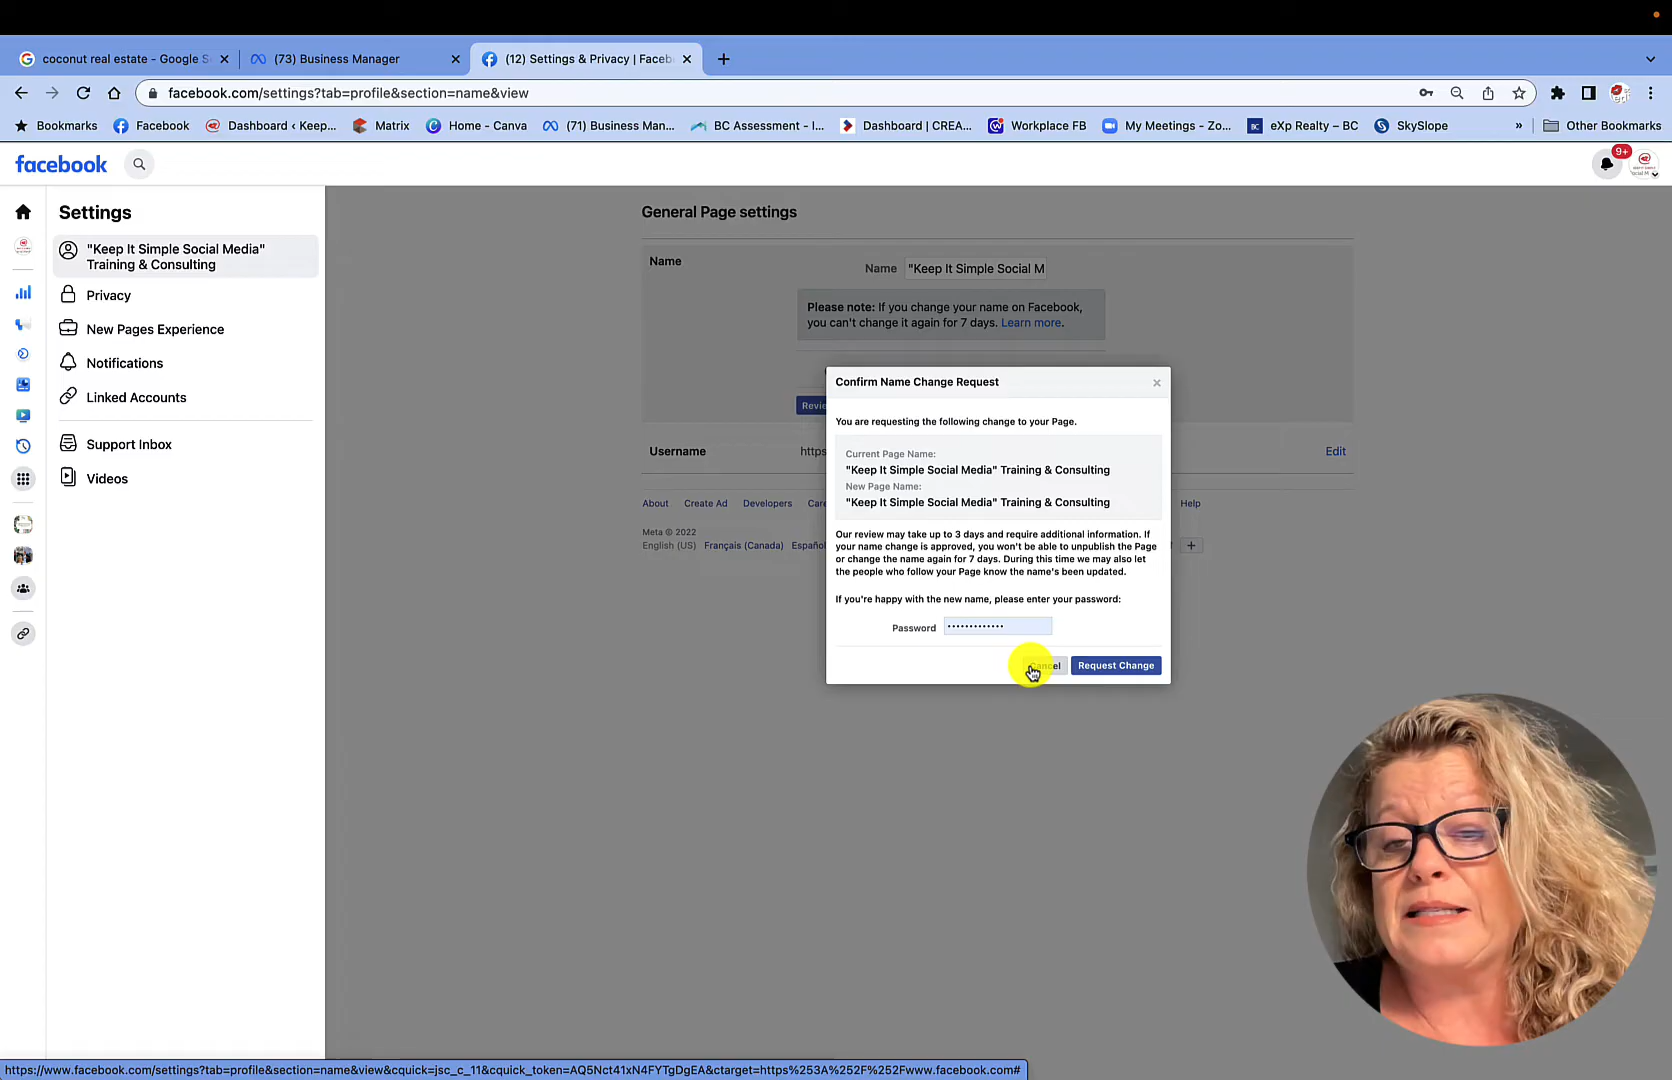 coconut real estate - Google S
(73) Business Manager
(12) Settings & Privacy | Faceb
facebook.com/settings?tab=profile&section=name&view
Bookmarks
Facebook
Dashboard ‹ Keep...
Matrix
Home - Canva
(71) Business Man...
BC Assessment - I...
Dashboard | CREA...
Workplace FB
My Meetings - Zo...
eXp Realty – BC
SkySlope
»
Other Bookmarks
facebook
9+
Settings
"Keep It Simple Social Media"
Training & Consulting
Privacy
New Pages Experience
Notifications
Linked Accounts
Support Inbox
Videos
General Page settings
Name
Name
"Keep It Simple Social M
Please note: If you change your name on Facebook,
you can't change it again for 7 days. Learn more.
Revie
Username
https
Edit
About
Create Ad
Developers
Care
Help
Meta © 2022
English (US)
Français (Canada)
Español
Confirm Name Change Request
You are requesting the following change to your Page.
Current Page Name:
"Keep It Simple Social Media" Training & Consulting
New Page Name:
"Keep It Simple Social Media" Training & Consulting
Our review may take up to 3 days and require additional information. If
your name change is approved, you won't be able to unpublish the Page
or change the name again for 7 days. During this time we may also let
the people who follow your Page know the name's been updated.
If you're happy with the new name, please enter your password:
Password
•••••••••••••
Cancel
Request Change
https://www.facebook.com/settings?tab=profile&section=name&view&cquick=jsc_c_11&cquick_token=AQ5Nct41xN4FYTgDgEA&ctarget=https%253A%252F%252Fwww.facebook.com#